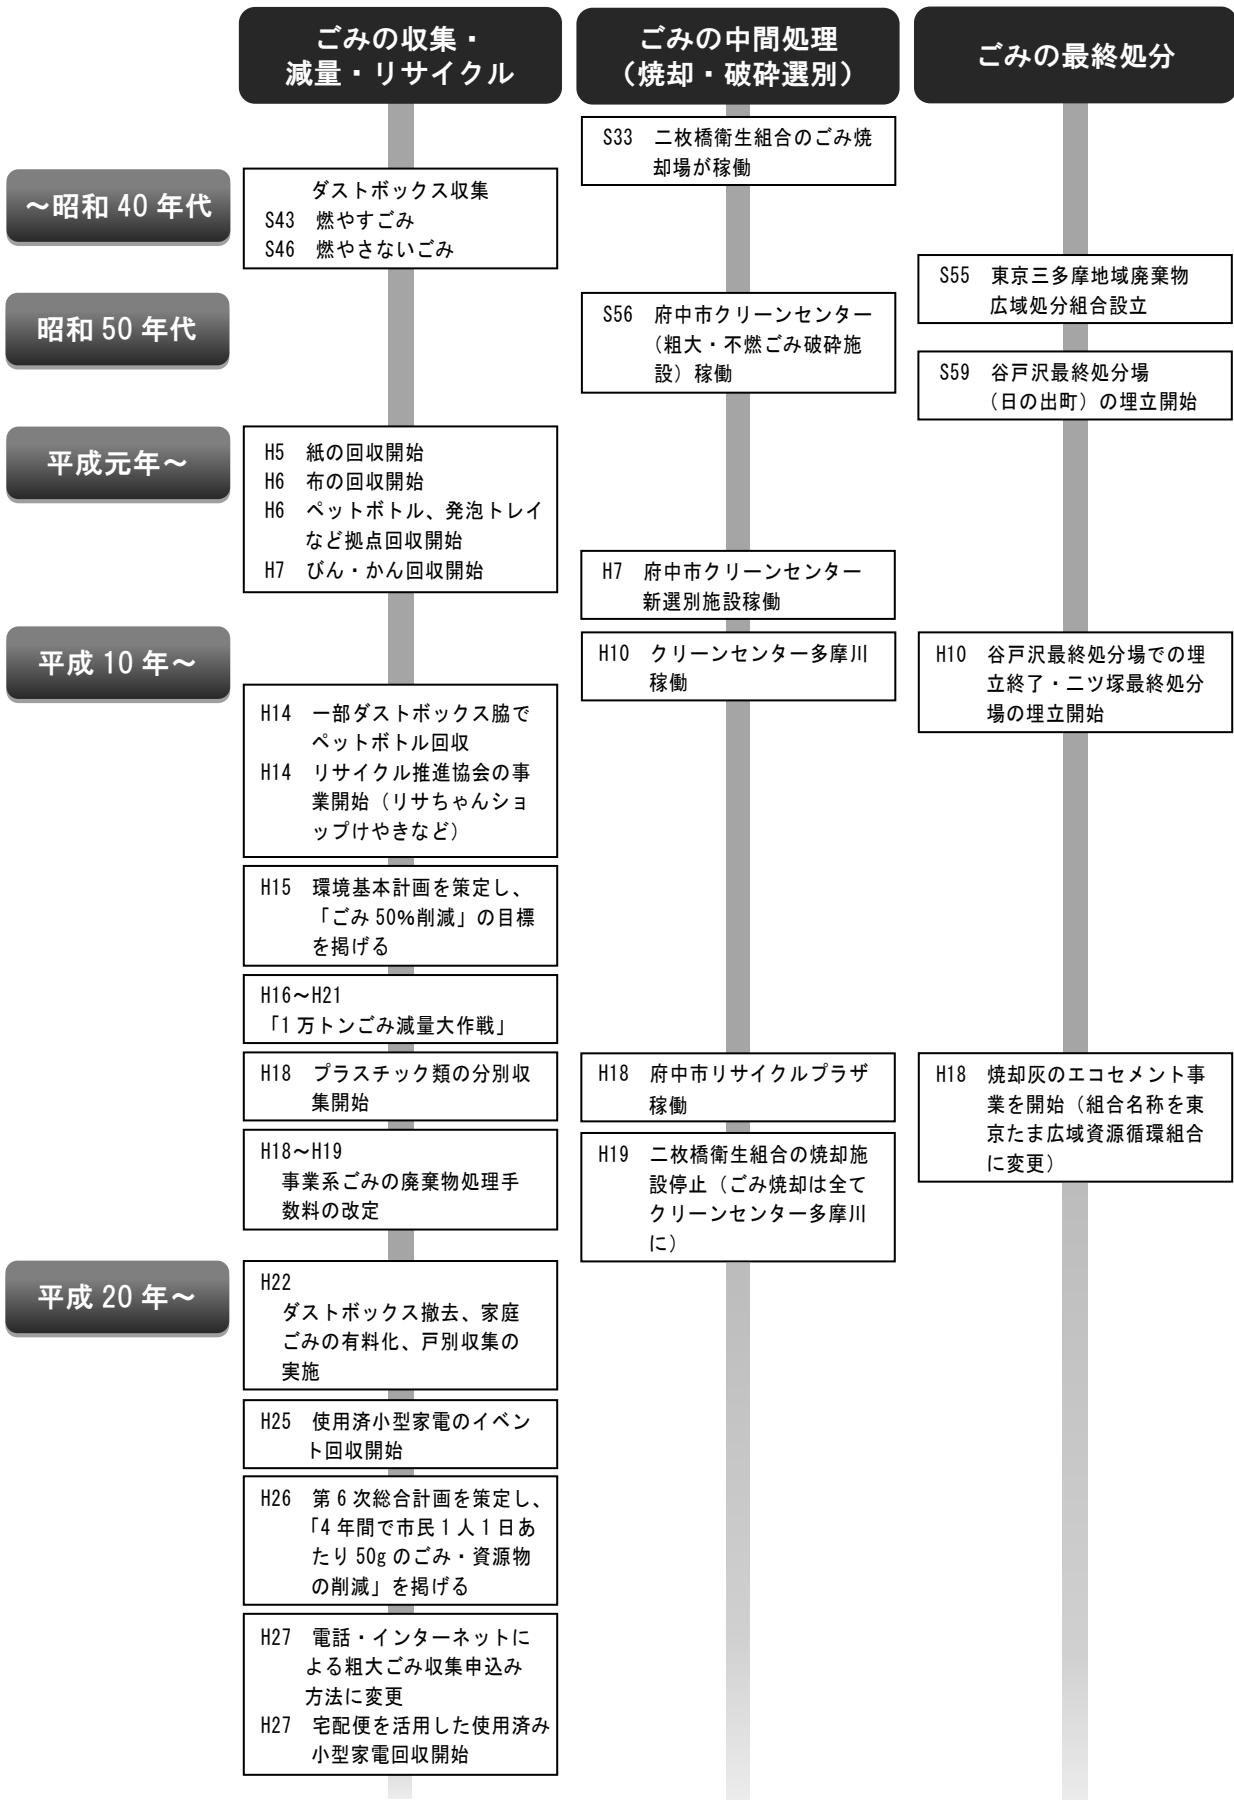 ごみの収集・
減量・リサイクル
ごみの中間処理
（焼却・破砕選別）
ごみの最終処分
～昭和 40 年代
ダストボックス収集
S43 燃やすごみ
S46 燃やさないごみ
S33 二枚橋衛生組合のごみ焼
却場が稼働
昭和 50 年代
S56 府中市クリーンセンター
（粗大・不燃ごみ破砕施
設）稼働
S55 東京三多摩地域廃棄物
広域処分組合設立
S59 谷戸沢最終処分場
（日の出町）の埋立開始
平成元年～
H5 紙の回収開始
H6 布の回収開始
H6 ペットボトル、発泡トレイ
など拠点回収開始
H7 びん・かん回収開始
H7 府中市クリーンセンター
新選別施設稼働
平成 10 年～
H14 一部ダストボックス脇で
ペットボトル回収
H14 リサイクル推進協会の事
業開始（リサちゃんショ
ップけやきなど）
H15 環境基本計画を策定し、
「ごみ 50%削減」の目標
を掲げる
H16～H21
「1 万トンごみ減量大作戦」
H18 プラスチック類の分別収
集開始
H18～H19
事業系ごみの廃棄物処理手
数料の改定
H10 クリーンセンター多摩川
稼働
H18 府中市リサイクルプラザ
稼働
H19 二枚橋衛生組合の焼却施
設停止（ごみ焼却は全て
クリーンセンター多摩川
に）
H10 谷戸沢最終処分場での埋
立終了・二ツ塚最終処分
場の埋立開始
H18 焼却灰のエコセメント事
業を開始（組合名称を東
京たま広域資源循環組合
に変更）
平成 20 年～
H22
ダストボックス撤去、家庭
ごみの有料化、戸別収集の
実施
H25 使用済小型家電のイベン
ト回収開始
H26 第 6 次総合計画を策定し、
「4 年間で市民 1 人 1 日あ
たり 50g のごみ・資源物
の削減」を掲げる
H27 電話・インターネットに
よる粗大ごみ収集申込み
方法に変更
H27 宅配便を活用した使用済み
小型家電回収開始